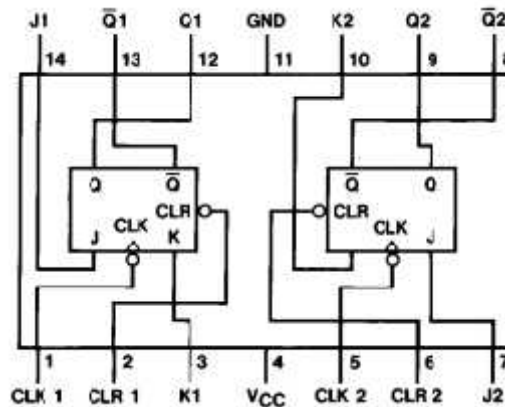 J1 Q̅1 Q1 GND K2 Q2 Q̅2
14 13 12 11 10 9 8
Q Q̅ Q̅ Q
CLR CLR
CLK CLK
J K J
1 2 3 4 5 6 7
CLK 1 CLR 1 K1 VCC CLK 2 CLR 2 J2